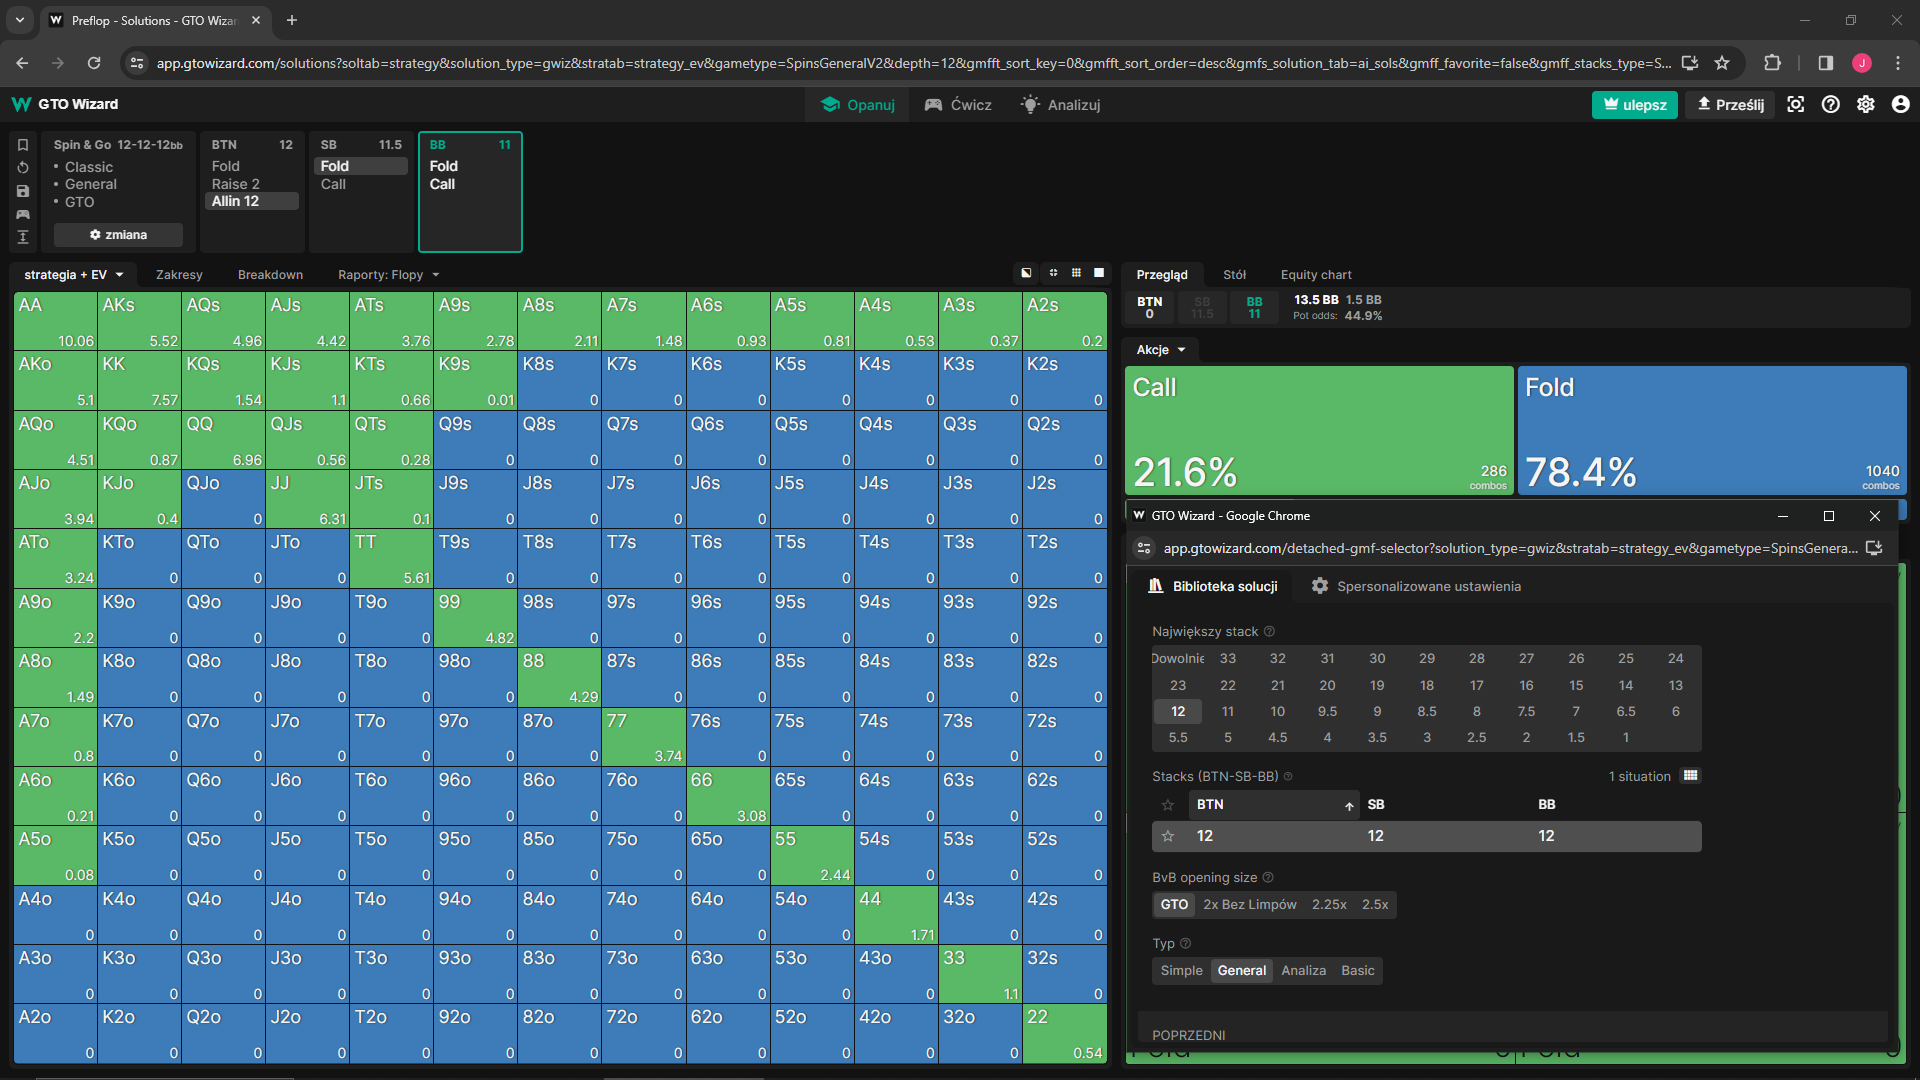 Preflop - Solutions - GTO Wizar
app.gtowizard.com/solutions?soltab=strategy&solution_type=gwiz&stratab=strategy_ev&gametype=SpinsGeneralV2&depth=12&gmfft_sort_key=0&gmfft_sort_order=desc&gmfs_solution_tab=ai_sols&gmff_favorite=false&gmff_stacks_type=S...
J
GTO Wizard
Opanuj
Ćwicz
Analizuj
ulepsz
Prześlij
Spin & Go 12-12-12bb
• Classic
• General
• GTO
zmiana
BTN 12
Fold
Raise 2
Allin 12
SB 11.5
Fold
Call
BB 11
Fold
Call
strategia + EV
Zakresy
Breakdown
Raporty: Flopy
AA AKs AQs AJs ATs A9s A8s A7s A6s A5s A4s A3s A2s
10.06 5.52 4.96 4.42 3.76 2.78 2.11 1.48 0.93 0.81 0.53 0.37 0.2
AKo KK KQs KJs KTs K9s K8s K7s K6s K5s K4s K3s K2s
5.1 7.57 1.54 1.1 0.66 0.01 0 0 0 0 0 0 0
AQo KQo QQ QJs QTs Q9s Q8s Q7s Q6s Q5s Q4s Q3s Q2s
4.51 0.87 6.96 0.56 0.28 0 0 0 0 0 0 0 0
AJo KJo QJo JJ JTs J9s J8s J7s J6s J5s J4s J3s J2s
3.94 0.4 0 6.31 0.1 0 0 0 0 0 0 0 0
ATo KTo QTo JTo TT T9s T8s T7s T6s T5s T4s T3s T2s
3.24 0 0 0 5.61 0 0 0 0 0 0 0 0
A9o K9o Q9o J9o T9o 99 98s 97s 96s 95s 94s 93s 92s
2.2 0 0 0 0 4.82 0 0 0 0 0 0 0
A8o K8o Q8o J8o T8o 98o 88 87s 86s 85s 84s 83s 82s
1.49 0 0 0 0 0 4.29 0 0 0 0 0 0
A7o K7o Q7o J7o T7o 97o 87o 77 76s 75s 74s 73s 72s
0.8 0 0 0 0 0 0 3.74 0 0 0 0 0
A6o K6o Q6o J6o T6o 96o 86o 76o 66 65s 64s 63s 62s
0.21 0 0 0 0 0 0 0 3.08 0 0 0 0
A5o K5o Q5o J5o T5o 95o 85o 75o 65o 55 54s 53s 52s
0.08 0 0 0 0 0 0 0 0 2.44 0 0 0
A4o K4o Q4o J4o T4o 94o 84o 74o 64o 54o 44 43s 42s
0 0 0 0 0 0 0 0 0 0 1.71 0 0
A3o K3o Q3o J3o T3o 93o 83o 73o 63o 53o 43o 33 32s
0 0 0 0 0 0 0 0 0 0 0 1.1 0
A2o K2o Q2o J2o T2o 92o 82o 72o 62o 52o 42o 32o 22
0 0 0 0 0 0 0 0 0 0 0 0 0.54
Przegląd
Stół
Equity chart
BTN SB BB 13.5 BB 1.5 BB
0 11.5 11 Pot odds: 44.9%
Akcje
Call
21.6%
286
combos
Fold
78.4%
1040
combos
GTO Wizard - Google Chrome
app.gtowizard.com/detached-gmf-selector?solution_type=gwiz&stratab=strategy_ev&gametype=SpinsGenera...
Biblioteka solucji
Spersonalizowane ustawienia
Największy stack
Dowolnie 33 32 31 30 29 28 27 26 25 24
23 22 21 20 19 18 17 16 15 14 13
12 11 10 9.5 9 8.5 8 7.5 7 6.5 6
5.5 5 4.5 4 3.5 3 2.5 2 1.5 1
Stacks (BTN-SB-BB)
1 situation
BTN SB BB
12 12 12
BvB opening size
GTO 2x Bez Limpów 2.25x 2.5x
Typ
Simple General Analiza Basic
POPRZEDNI